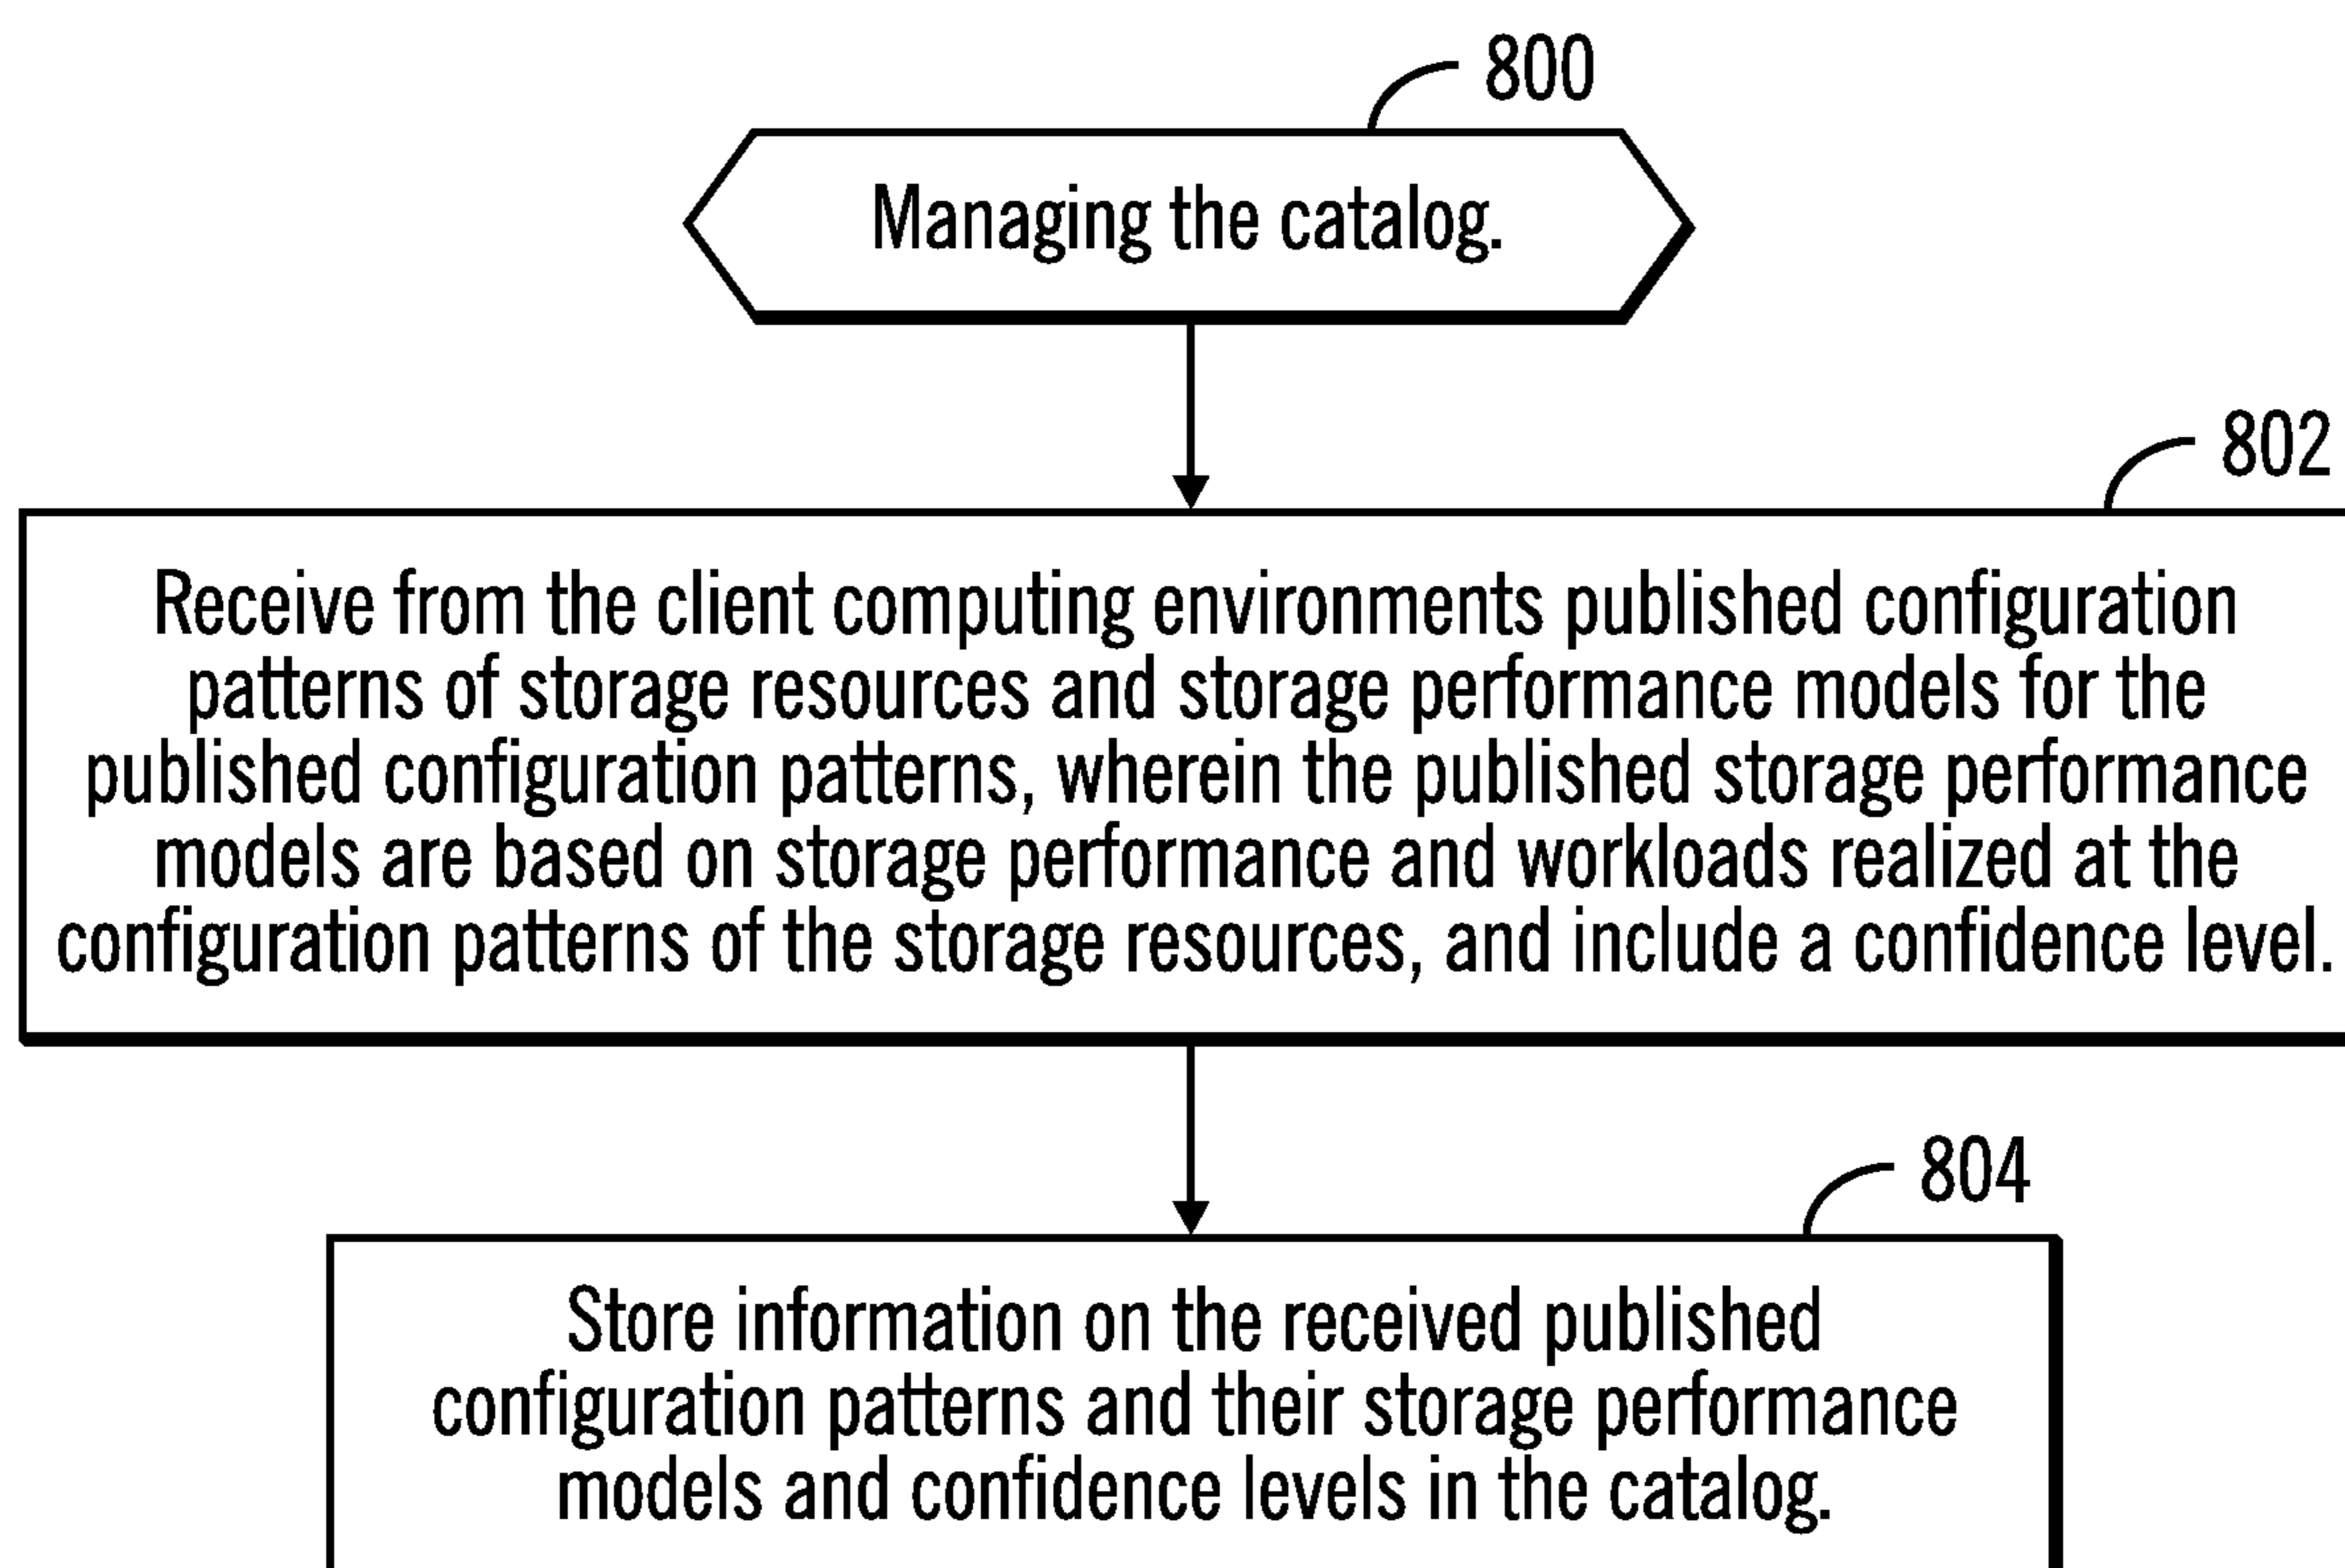 800
Managing the catalog.
802
Receive from the client computing environments published configuration
patterns of storage resources and storage performance models for the
published configuration patterns, wherein the published storage performance
models are based on storage performance and workloads realized at the
configuration patterns of the storage resources, and include a confidence level.
804
Store information on the received published
configuration patterns and their storage performance
models and confidence levels in the catalog.